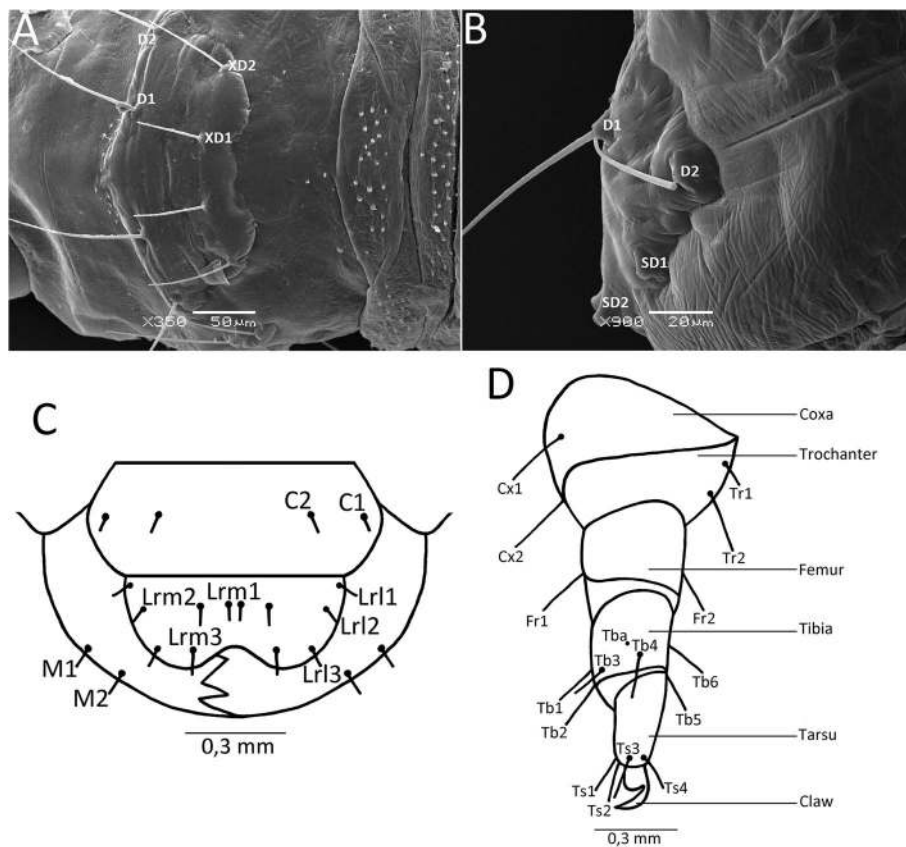 A
D2
XD2
D1
XD1
X350 50μm
B
D1
D2
SD1
SD2
X900 20μm
C
C2 C1
Lrm2 Lrm1 Lrl1
Lrm3 Lrl2
M1 Lrl3
M2
0,3 mm
D
Coxa
Trochanter
Cx1 Tr1
Cx2 Tr2
Femur
Fr1 Fr2
Tibia
Tba Tb4
Tb3
Tb1 Tb6
Tb2 Tb5
Tarsu
Ts3
Ts1 Ts4
Ts2 Claw
0,3 mm